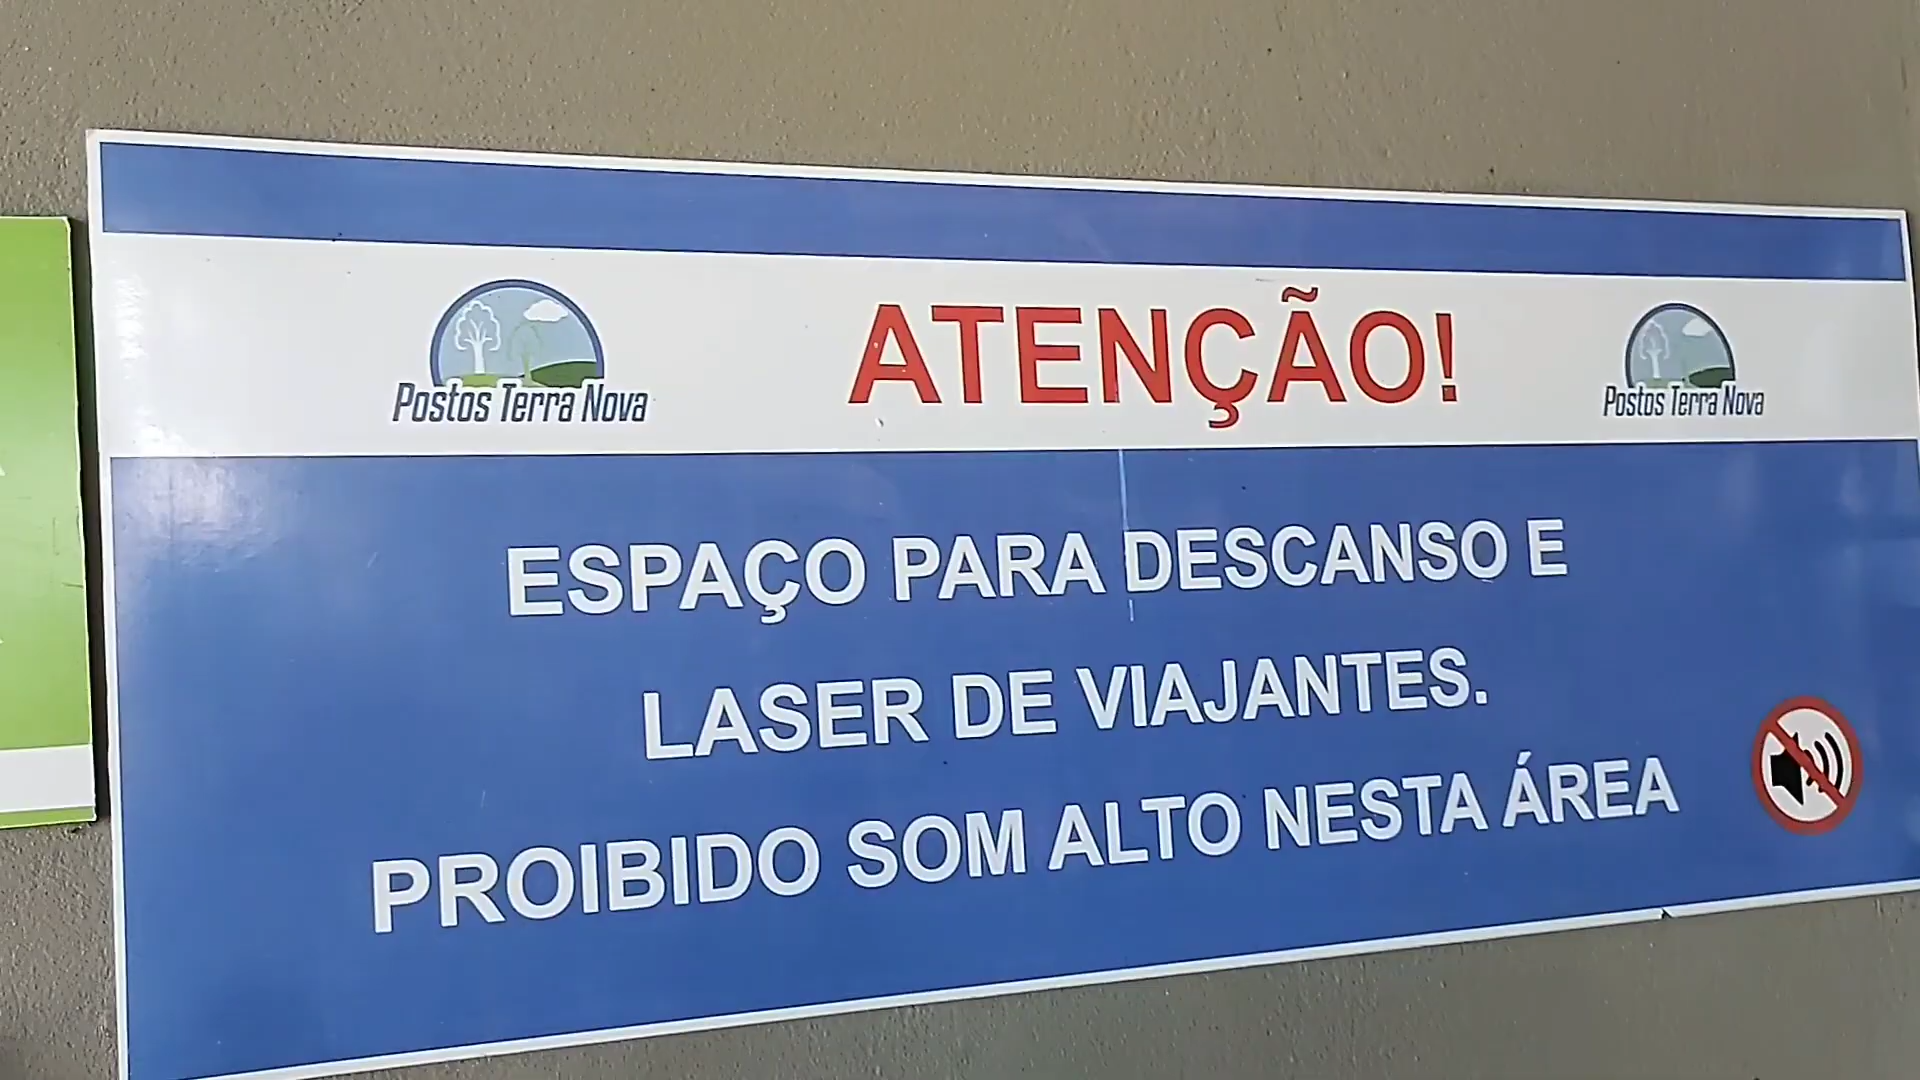 ATENÇÃO!
Postos Terra Nova
Postos Terra Nova
ESPAÇO PARA DESCANSO E
LASER DE VIAJANTES.
PROIBIDO SOM ALTO NESTA ÁREA